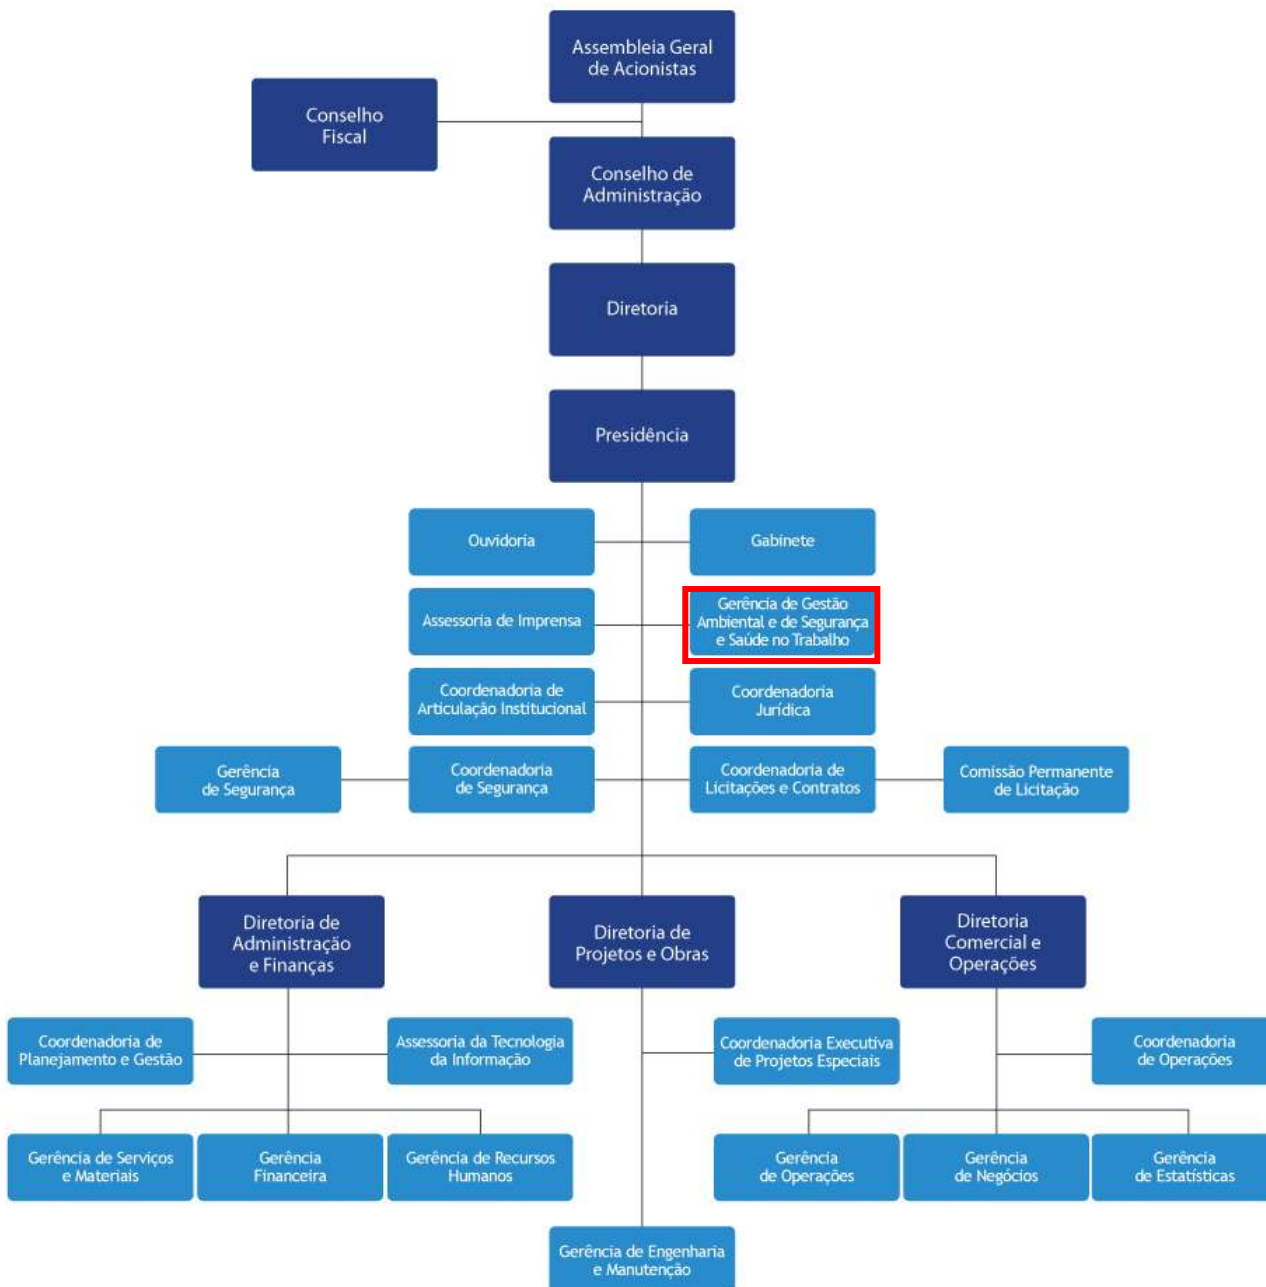 Assembleia Geral
de Acionistas
Conselho
Fiscal
Conselho de
Administração
Diretoria
Presidência
Ouvidoria
Gabinete
Assessoria de Imprensa
Gerência de Gestão
Ambiental e de Segurança
e Saúde no Trabalho
Coordenadoria de
Articulação Institucional
Coordenadoria
Jurídica
Gerência
de Segurança
Coordenadoria
de Segurança
Coordenadoria de
Licitações e Contratos
Comissão Permanente
de Licitação
Diretoria de
Administração
e Finanças
Diretoria de
Projetos e Obras
Diretoria
Comercial e
Operações
Coordenadoria de
Planejamento e Gestão
Assessoria da Tecnologia
da Informação
Coordenadoria Executiva
de Projetos Especiais
Coordenadoria
de Operações
Gerência de Serviços
e Materiais
Gerência
Financeira
Gerência de Recursos
Humanos
Gerência
de Operações
Gerência
de Negócios
Gerência
de Estatísticas
Gerência de Engenharia
e Manutenção